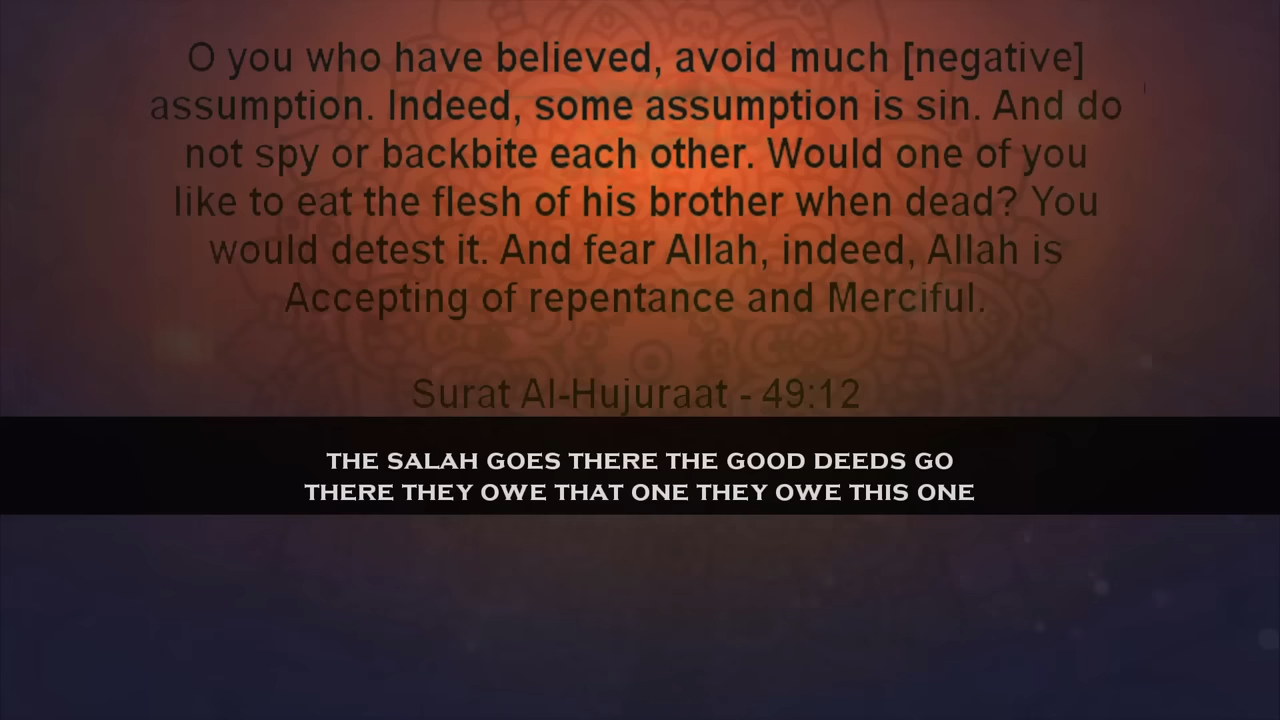 O you who have believed, avoid much [negative]
assumption. Indeed, some assumption is sin. And do
not spy or backbite each other. Would one of you
like to eat the flesh of his brother when dead? You
would detest it. And fear Allah, indeed, Allah is
Accepting of repentance and Merciful.
Surat Al-Hujuraat - 49:12
THE SALAH GOES THERE THE GOOD DEEDS GO
THERE THEY OWE THAT ONE THEY OWE THIS ONE